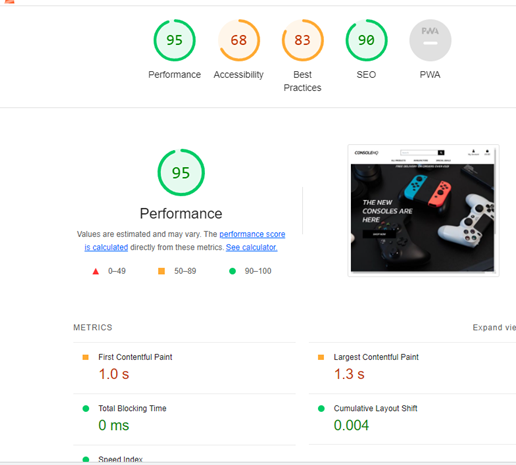 95 68 83 90 PWA
Performance Accessibility Best Practices SEO PWA
95
Performance
Values are estimated and may vary. The performance score
is calculated directly from these metrics. See calculator.
0–49 50–89 90–100
CONSOLE
THE NEW
CONSOLES ARE
HERE
SHOP NOW
METRICS Expand vie
First Contentful Paint
1.0 s
Largest Contentful Paint
1.3 s
Total Blocking Time
0 ms
Cumulative Layout Shift
0.004
Speed Index